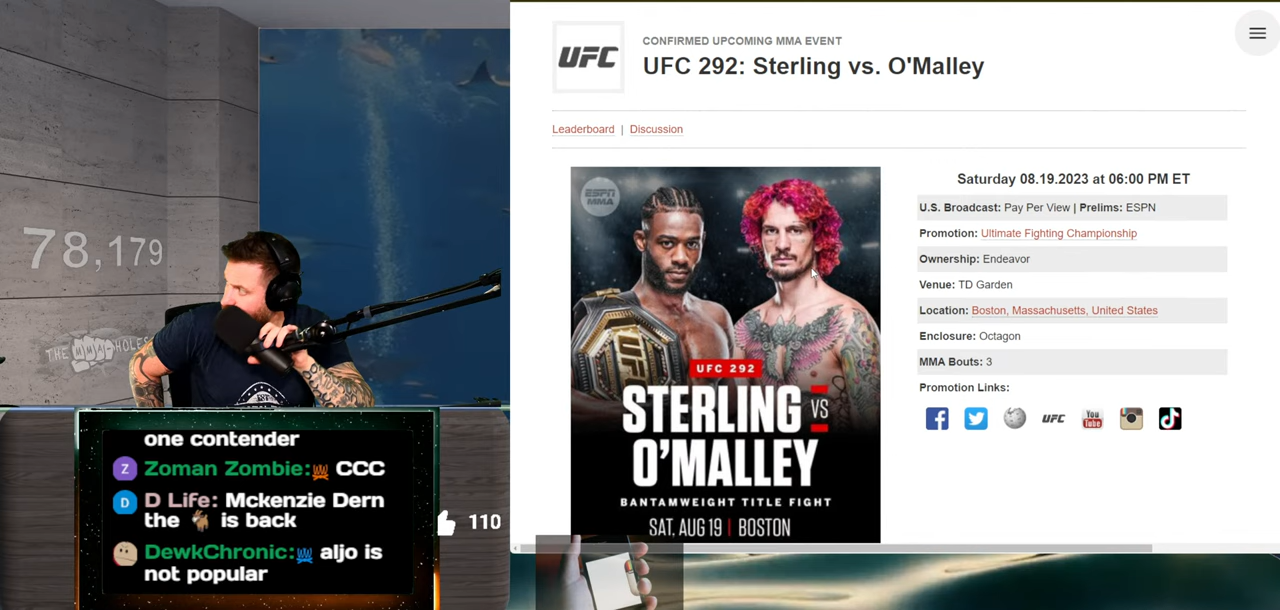 78,179
THE MMA HOLES
one contender
Z Zoman Zombie: CCC
D D Life: Mckenzie Dern
the is back
DewkChronic: aljo is
not popular
110
UFC
CONFIRMED UPCOMING MMA EVENT
UFC 292: Sterling vs. O'Malley
Leaderboard | Discussion
ESPN
MMA
UFC
UFC 292
STERLING VS
O'MALLEY
BANTAMWEIGHT TITLE FIGHT
SAT, AUG 19 | BOSTON
Saturday 08.19.2023 at 06:00 PM ET
U.S. Broadcast: Pay Per View | Prelims: ESPN
Promotion: Ultimate Fighting Championship
Ownership: Endeavor
Venue: TD Garden
Location: Boston, Massachusetts, United States
Enclosure: Octagon
MMA Bouts: 3
Promotion Links:
UFC
You
Tube